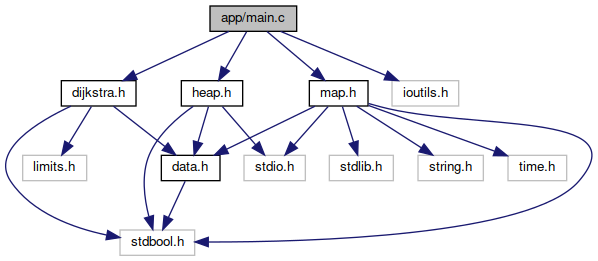 app/main.c
dijkstra.h
heap.h
map.h
ioutils.h
limits.h
data.h
stdio.h
stdlib.h
string.h
time.h
stdbool.h